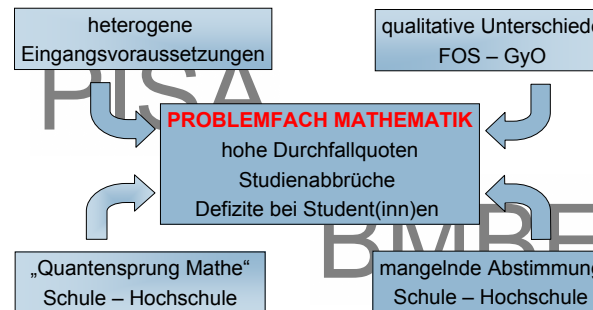 heterogene
Eingangsvoraussetzungen
qualitative Unterschiede
FOS – GyO
PISA
PROBLEMFACH MATHEMATIK
hohe Durchfallquoten
Studienabbrüche
Defizite bei Student(inn)en
BMBF
„Quantensprung Mathe“
Schule – Hochschule
mangelnde Abstimmung
Schule – Hochschule